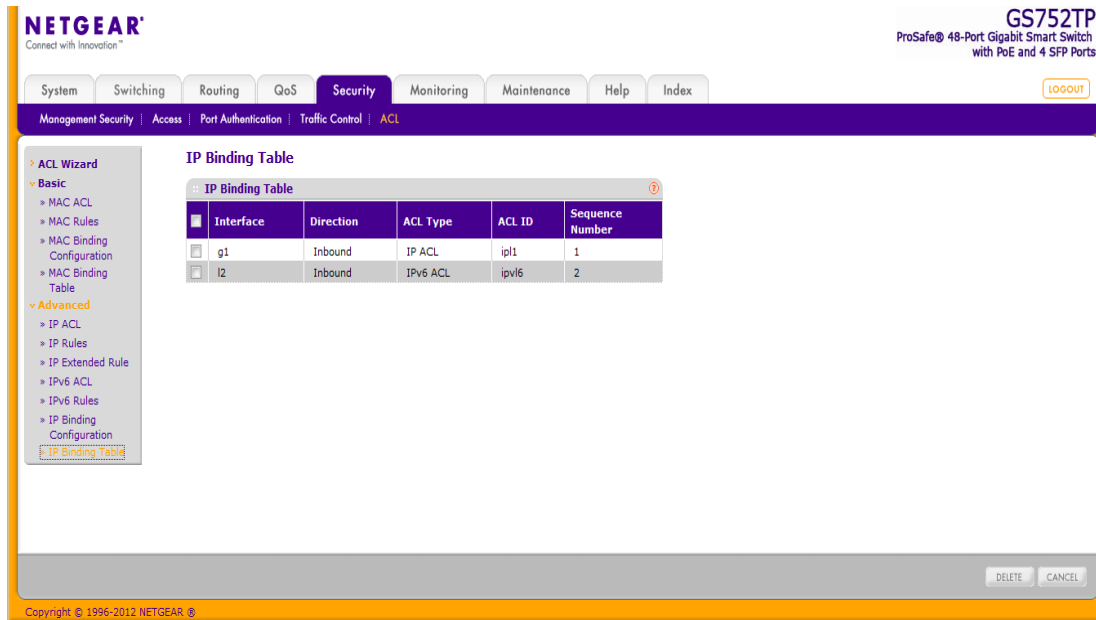 NETGEAR®
Connect with Innovation™
GS752TP
ProSafe® 48-Port Gigabit Smart Switch
with PoE and 4 SFP Ports
System Switching Routing QoS Security Monitoring Maintenance Help Index
LOGOUT
Management Security Access Port Authentication Traffic Control ACL
ACL Wizard
Basic
» MAC ACL
» MAC Rules
» MAC Binding
Configuration
» MAC Binding
Table
Advanced
» IP ACL
» IP Rules
» IP Extended Rule
» IPv6 ACL
» IPv6 Rules
» IP Binding
Configuration
» IP Binding Table
IP Binding Table
IP Binding Table ?
Interface Direction ACL Type ACL ID Sequence
Number
g1 Inbound IP ACL ipl1 1
l2 Inbound IPv6 ACL ipvl6 2
DELETE CANCEL
Copyright © 1996-2012 NETGEAR ®